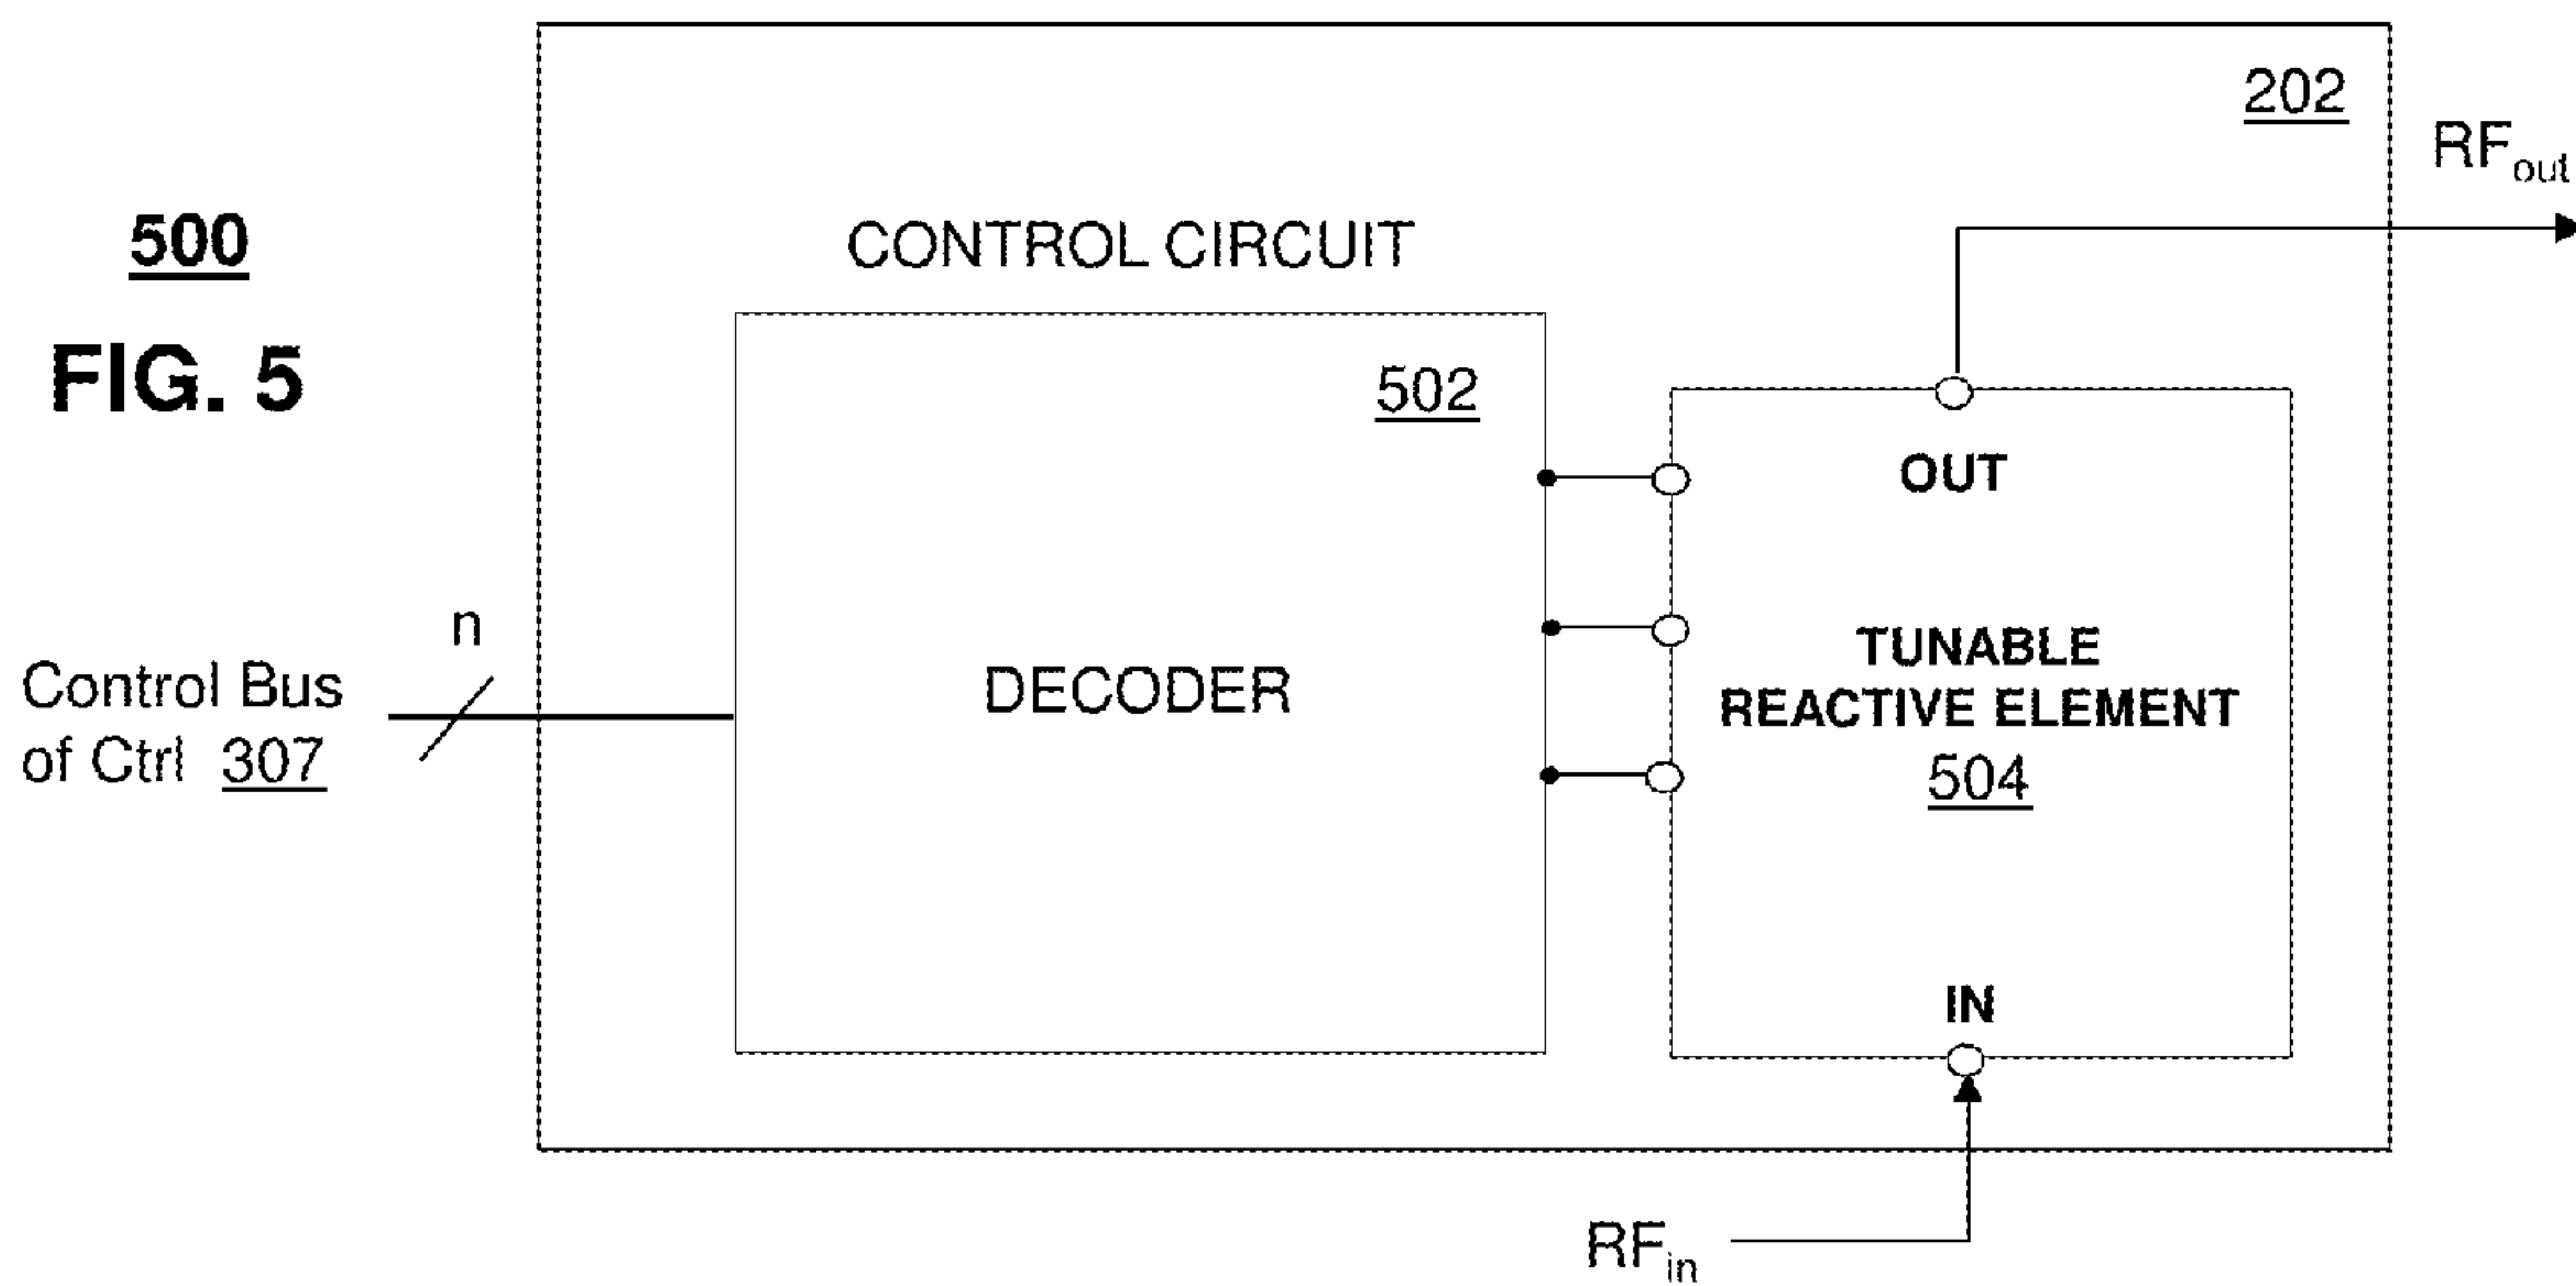 500
FIG. 5
202
RFout
CONTROL CIRCUIT
502
DECODER
n
Control Bus
of Ctrl 307
OUT
TUNABLE
REACTIVE ELEMENT
504
IN
RFin